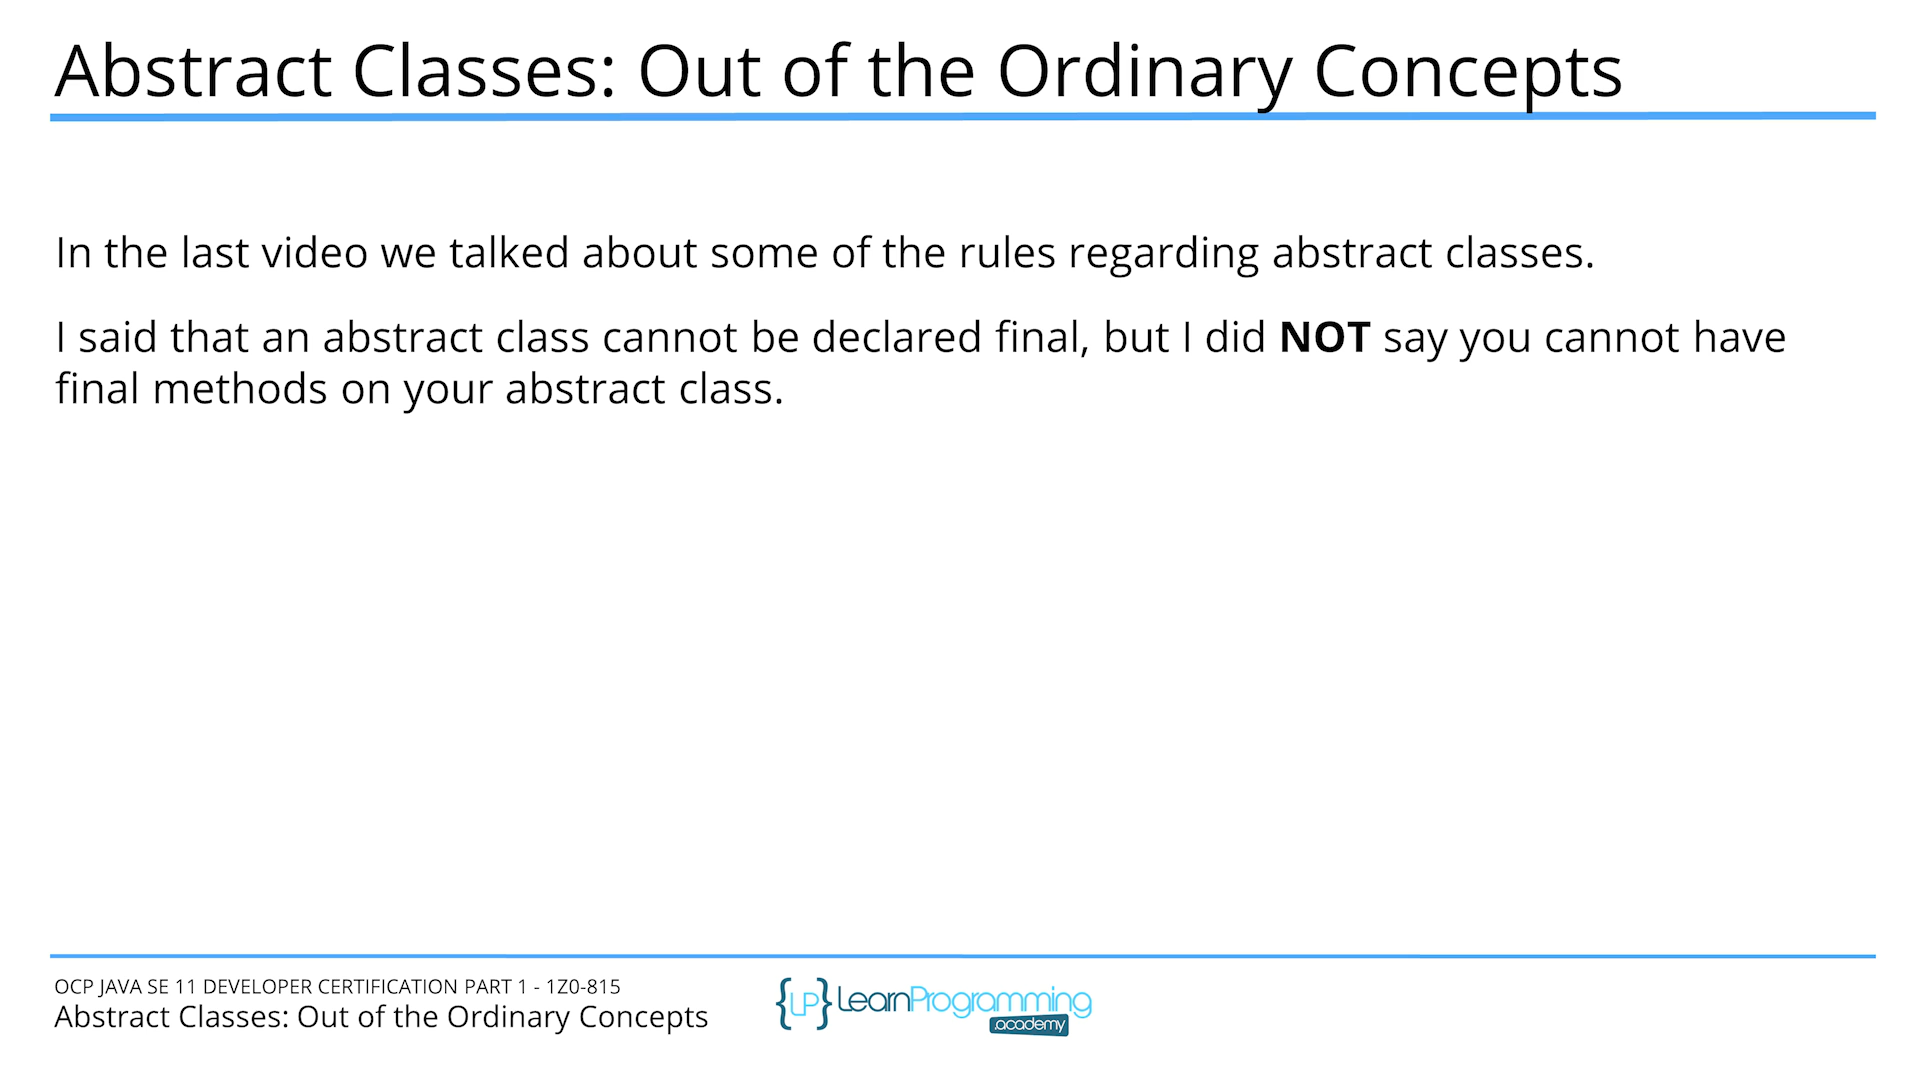 Abstract Classes: Out of the Ordinary Concepts
In the last video we talked about some of the rules regarding abstract classes.
I said that an abstract class cannot be declared final, but I did NOT say you cannot have
final methods on your abstract class.
OCP JAVA SE 11 DEVELOPER CERTIFICATION PART 1 - 1Z0-815
Abstract Classes: Out of the Ordinary Concepts
{LP} LearnProgramming
.academy